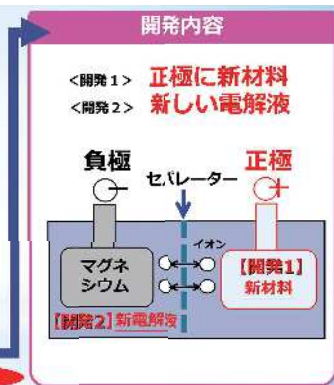 開発内容
<開発1> 正極に新材料
<開発2> 新しい電解液
負極
正極
セパレーター
イオン
マグネ
シウム
【開発1】
新材料
【開発2】新電解液